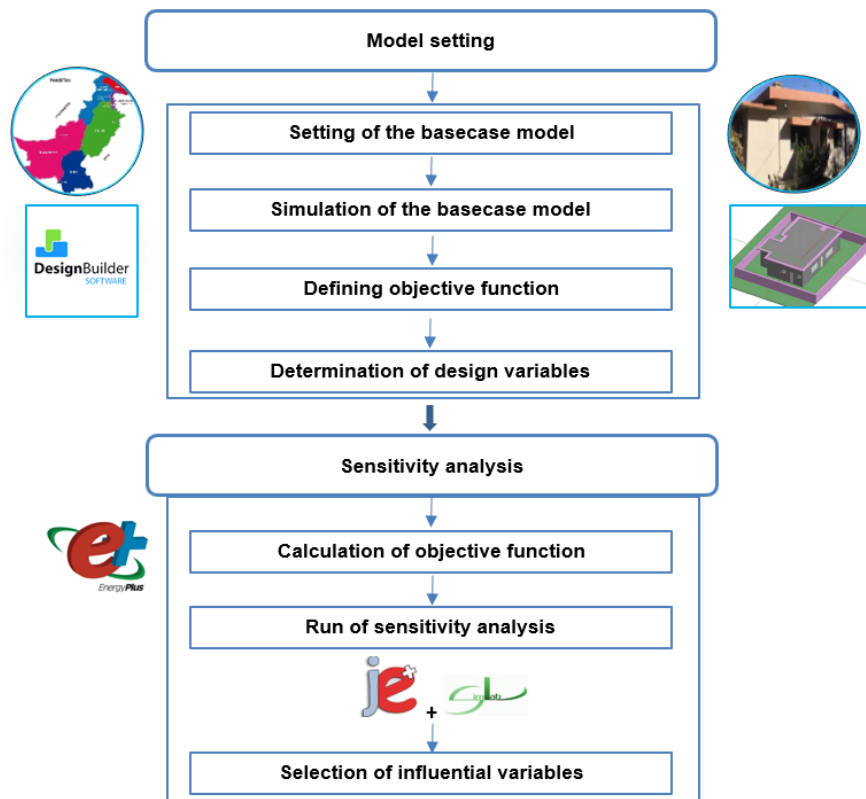 Model setting
Setting of the basecase model
Simulation of the basecase model
DesignBuilder
SOFTWARE
Defining objective function
Determination of design variables
Sensitivity analysis
Calculation of objective function
e+
EnergyPlus
Run of sensitivity analysis
je+
+
Selection of influential variables